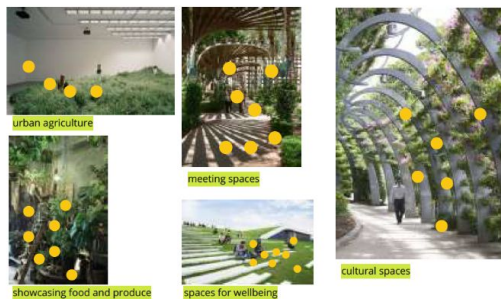 urban agriculture
meeting spaces
showcasing food and produce
spaces for wellbeing
cultural spaces